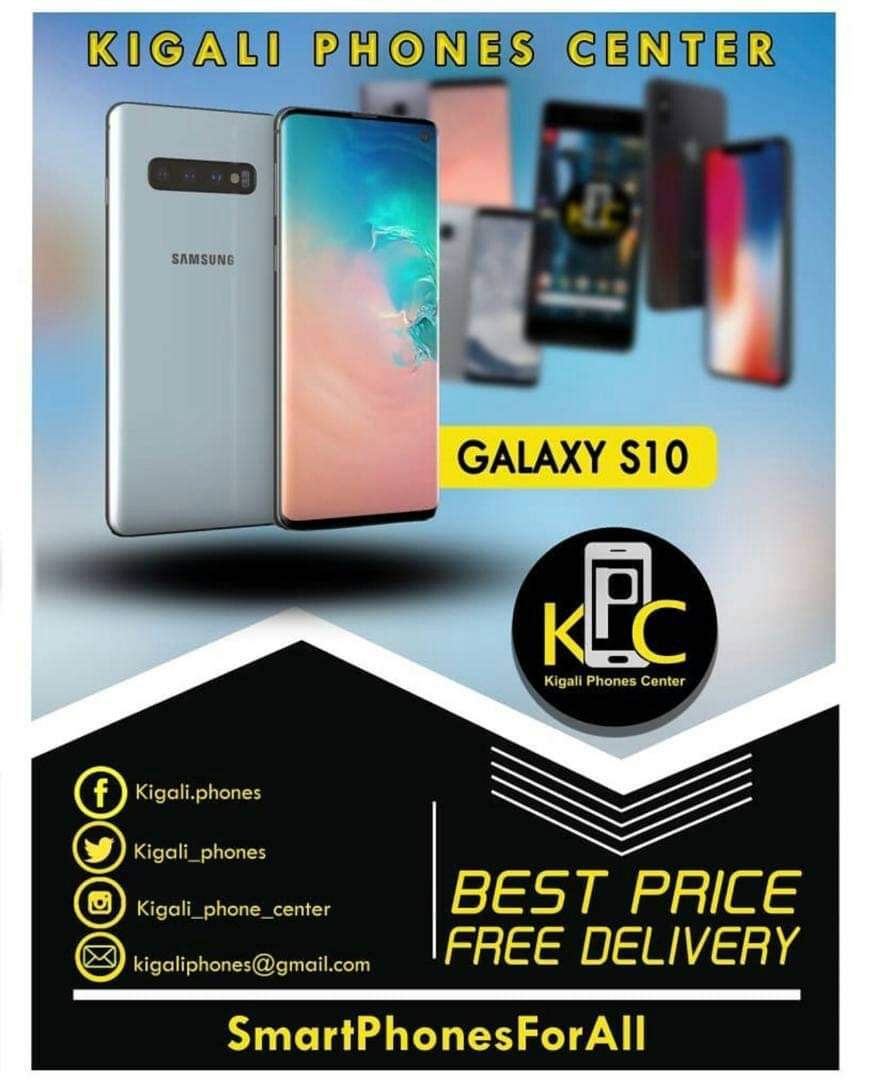 KIGALI PHONES CENTER
SAMSUNG
KPC
GALAXY S10
KPC
Kigali Phones Center
Kigali.phones
Kigali_phones
Kigali_phone_center
kigaliphones@gmail.com
BEST PRICE
FREE DELIVERY
SmartPhonesForAll